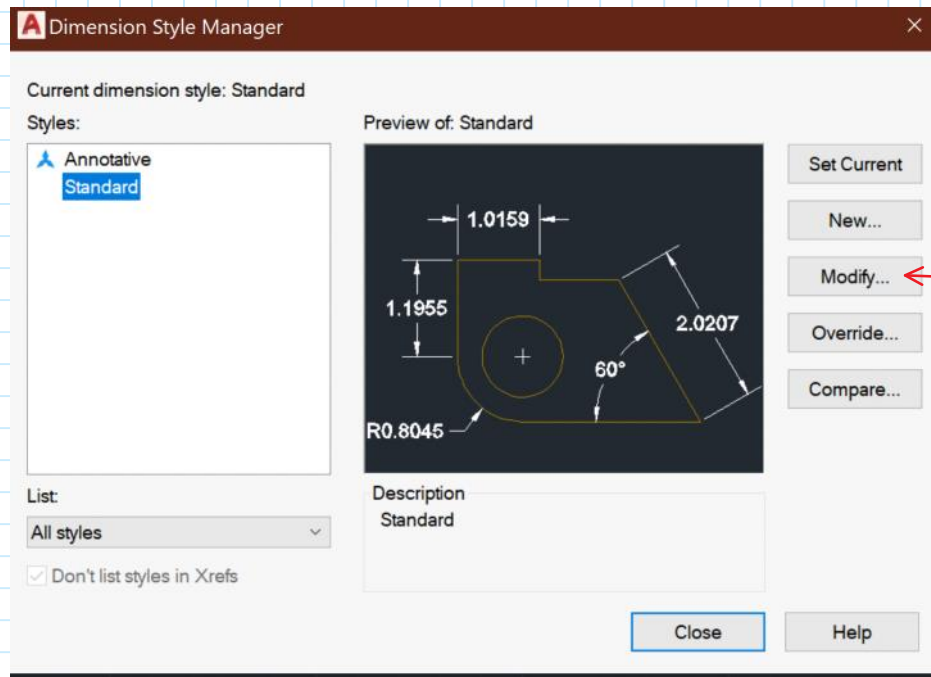 A Dimension Style Manager
Current dimension style: Standard
Styles:
Annotative
Standard
Preview of: Standard
1.0159
1.1955
2.0207
60°
R0.8045
Set Current
New...
Modify...
Override...
Compare...
List:
All styles
Don't list styles in Xrefs
Description
Standard
Close
Help